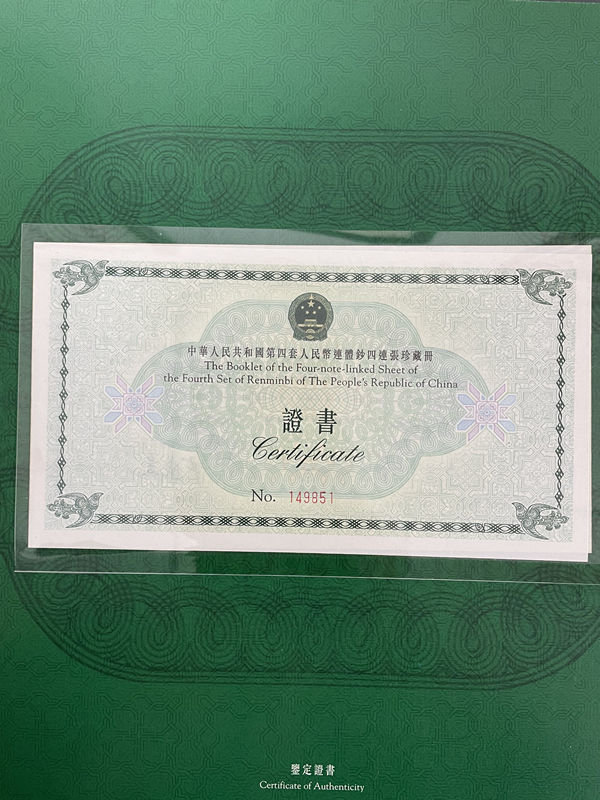 中華人民共和國第四套人民幣連體鈔四連張珍藏冊
The Booklet of the Four-note-linked Sheet of
the Fourth Set of Renminbi of The People's Republic of China
證書
Certificate
No. 149851
鑒定證書
Certificate of Authenticity